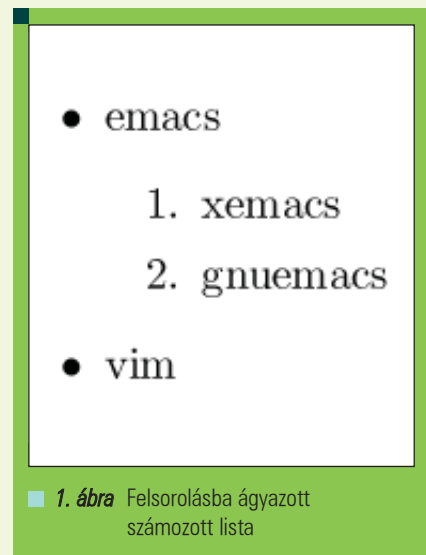 • emacs
1. xemacs
2. gnuemacs
• vim
1. ábra Felsorolásba ágyazott
számozott lista